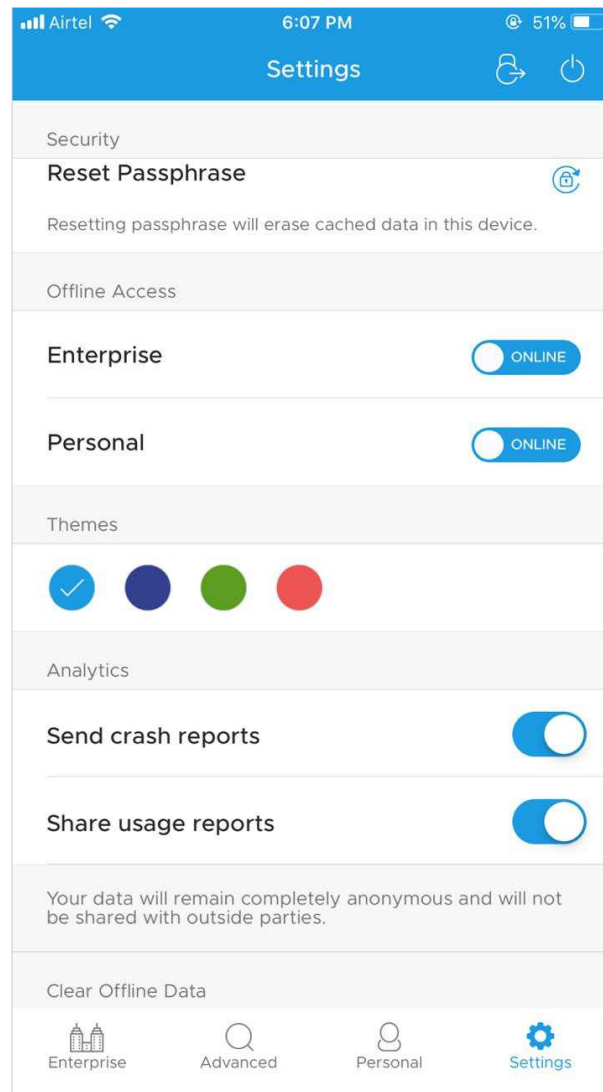 Airtel 6:07 PM 51%
Settings
Security
Reset Passphrase
Resetting passphrase will erase cached data in this device.
Offline Access
Enterprise ONLINE
Personal ONLINE
Themes
Analytics
Send crash reports
Share usage reports
Your data will remain completely anonymous and will not
be shared with outside parties.
Clear Offline Data
Enterprise Advanced Personal Settings